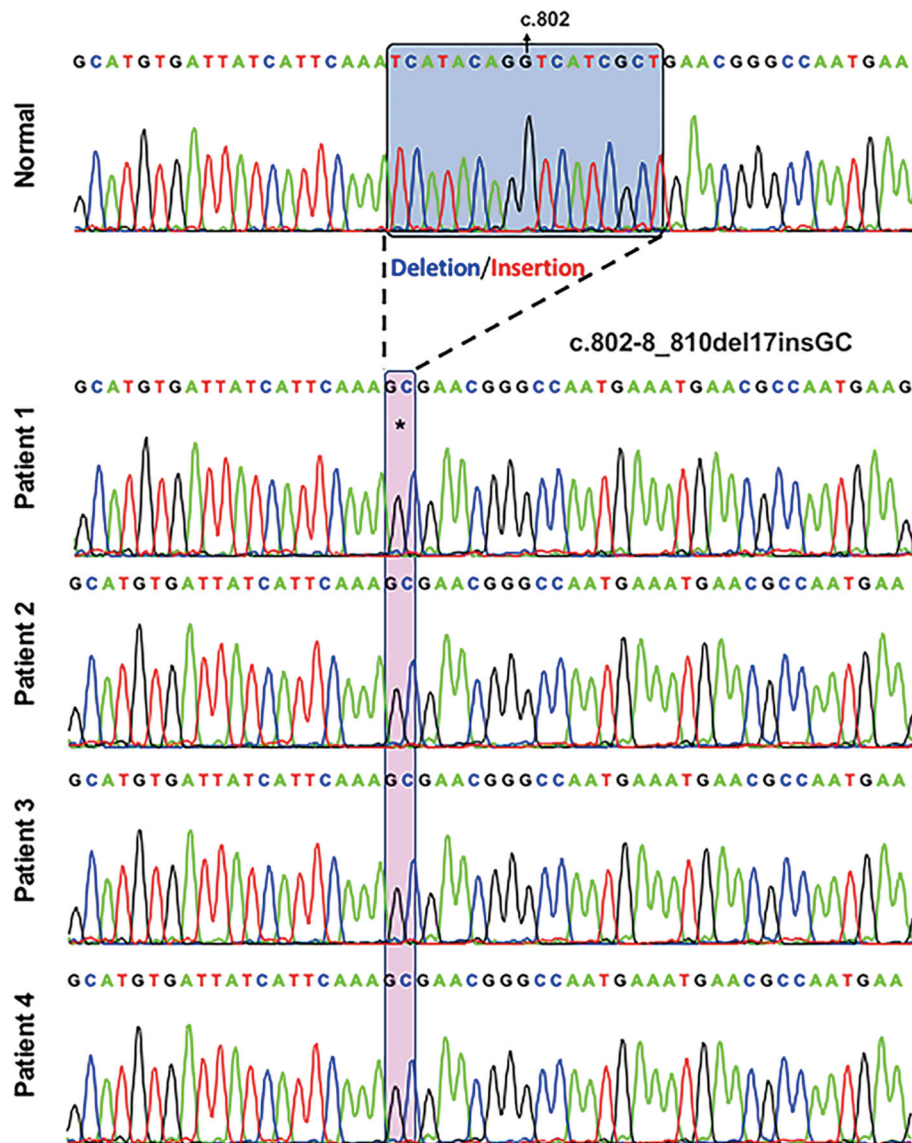 c.802
GCATGTGATTATCATTCAAATCATACAGGTCATCGCTGAACGGGCCAATGAA
Normal
Deletion/Insertion
c.802-8_810del17insGC
GCATGTGATTATCATTCAAAGCGAACGGGCCAATGAAATGAACGCCAATGAAG
*
Patient 1
GCATGTGATTATCATTCAAAGCGAACGGGCCAATGAAATGAACGCCAATGAA
Patient 2
GCATGTGATTATCATTCAAAGCGAACGGGCCAATGAAATGAACGCCAATGAA
Patient 3
GCATGTGATTATCATTCAAAGCGAACGGGCCAATGAAATGAACGCCAATGAA
Patient 4